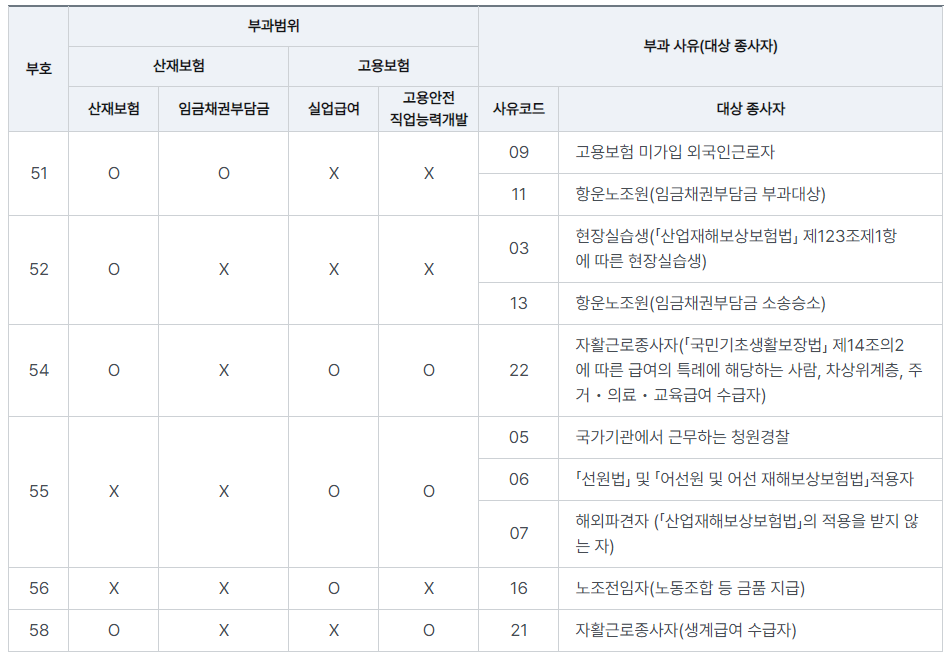 부호
부과범위
부과 사유(대상 종사자)
산재보험
고용보험
산재보험
임금채권부담금
실업급여
고용안전
직업능력개발
사유코드
대상 종사자
51
O
O
X
X
09
고용보험 미가입 외국인근로자
11
항운노조원(임금채권부담금 부과대상)
52
O
X
X
X
03
현장실습생(「산업재해보상보험법」 제123조제1항
에 따른 현장실습생)
13
항운노조원(임금채권부담금 소송승소)
54
O
X
O
O
22
자활근로종사자(「국민기초생활보장법」 제14조의2
에 따른 급여의 특례에 해당하는 사람, 차상위계층, 주
거・의료・교육급여 수급자)
55
X
X
O
O
05
국가기관에서 근무하는 청원경찰
06
「선원법」 및 「어선원 및 어선 재해보상보험법」적용자
07
해외파견자 (「산업재해보상보험법」의 적용을 받지 않
는 자)
56
X
X
O
X
16
노조전임자(노동조합 등 금품 지급)
58
O
X
X
O
21
자활근로종사자(생계급여 수급자)